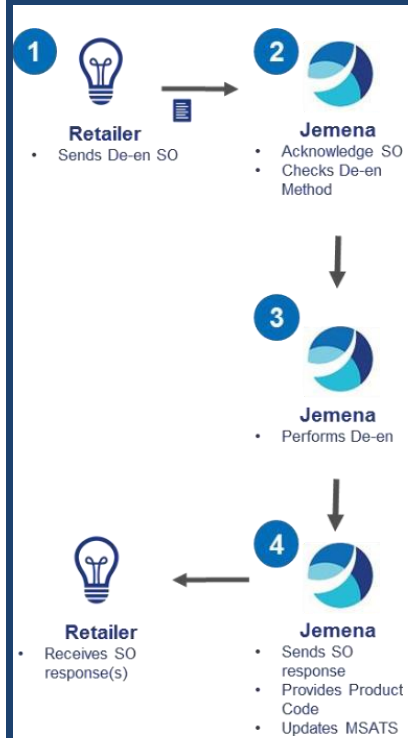 1
Retailer
• Sends De-en SO
2
Jemena
• Acknowledge SO
• Checks De-en
Method
3
Jemena
• Performs De-en
4
Jemena
• Sends SO
response
• Provides Product
Code
• Updates MSATS
Retailer
• Receives SO
response(s)